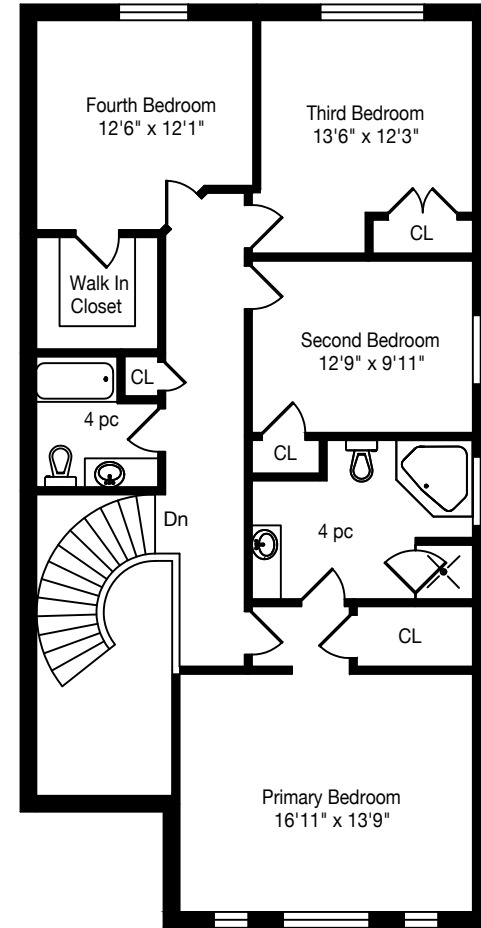 Fourth Bedroom
12'6" x 12'1"
Third Bedroom
13'6" x 12'3"
CL
Walk In
Closet
Second Bedroom
12'9" x 9'11"
CL
4 pc
CL
Dn
4 pc
CL
Primary Bedroom
16'11" x 13'9"